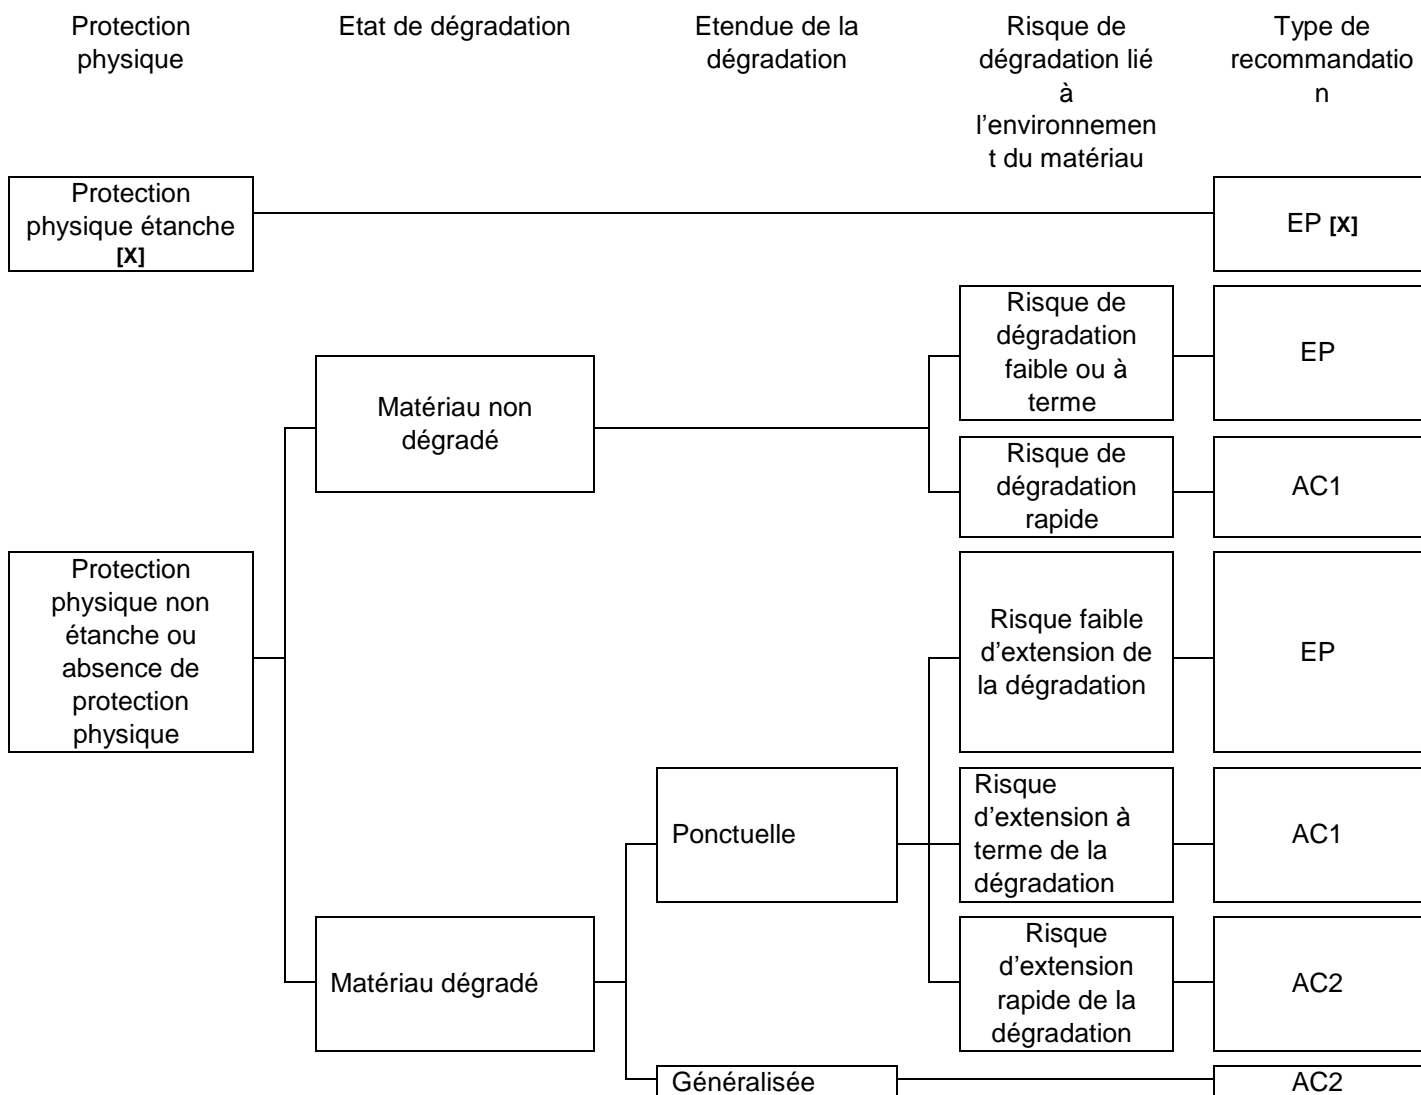 Protection
physique
Etat de dégradation
Etendue de la
dégradation
Risque de
dégradation lié
à
l’environnemen
t du matériau
Type de
recommandatio
n
Protection
physique étanche
[X]
EP [X]
Risque de
dégradation
faible ou à
terme
EP
Matériau non
dégradé
Risque de
dégradation
rapide
AC1
Protection
physique non
étanche ou
absence de
protection
physique
Risque faible
d’extension de
la dégradation
EP
Ponctuelle
Risque
d’extension à
terme de la
dégradation
AC1
Matériau dégradé
Risque
d’extension
rapide de la
dégradation
AC2
Généralisée
AC2